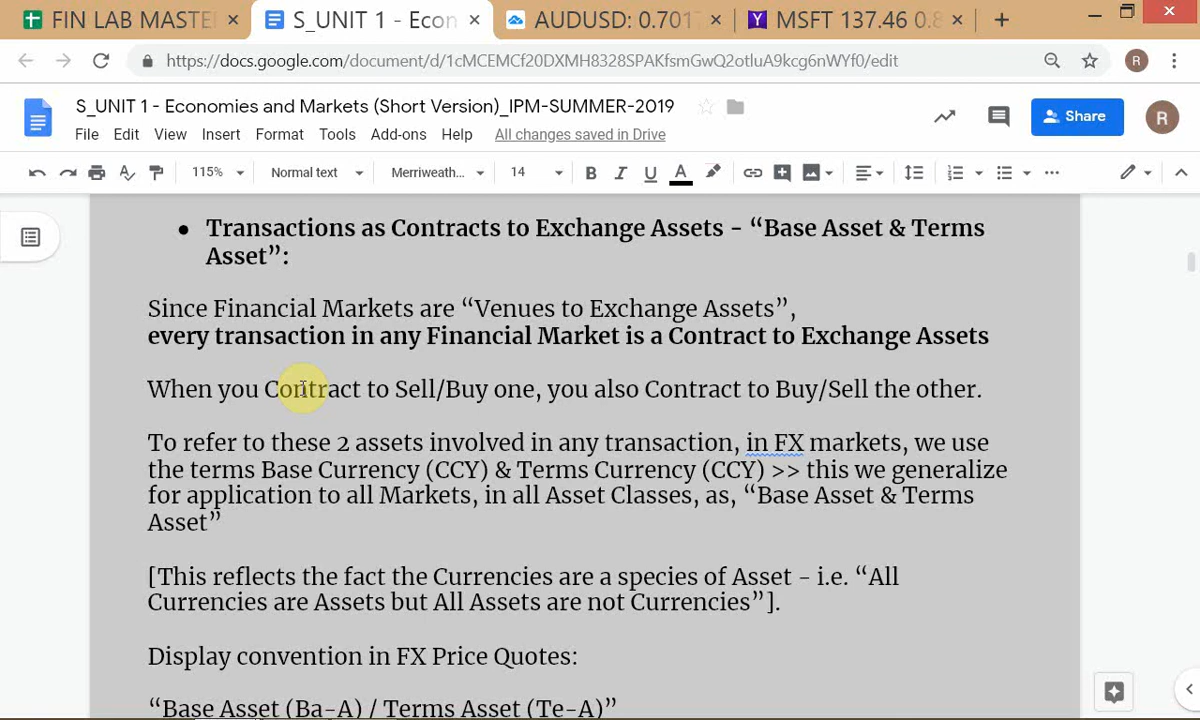 FIN LAB MASTE
S_UNIT 1 - Econ
AUDUSD: 0.701
MSFT 137.46 0.8
https://docs.google.com/document/d/1cMCEMCf20DXMH8328SPAKfsmGwQ2otluA9kcg6nWYf0/edit
R
S_UNIT 1 - Economies and Markets (Short Version)_IPM-SUMMER-2019
File Edit View Insert Format Tools Add-ons Help All changes saved in Drive
Share
R
115% Normal text Merriweath... 14 B I U A
• Transactions as Contracts to Exchange Assets - “Base Asset & Terms
Asset”:
Since Financial Markets are “Venues to Exchange Assets”,
every transaction in any Financial Market is a Contract to Exchange Assets
When you Contract to Sell/Buy one, you also Contract to Buy/Sell the other.
To refer to these 2 assets involved in any transaction, in FX markets, we use
the terms Base Currency (CCY) & Terms Currency (CCY) >> this we generalize
for application to all Markets, in all Asset Classes, as, “Base Asset & Terms
Asset”
[This reflects the fact the Currencies are a species of Asset - i.e. “All
Currencies are Assets but All Assets are not Currencies”].
Display convention in FX Price Quotes:
“Base Asset (Ba-A) / Terms Asset (Te-A)”